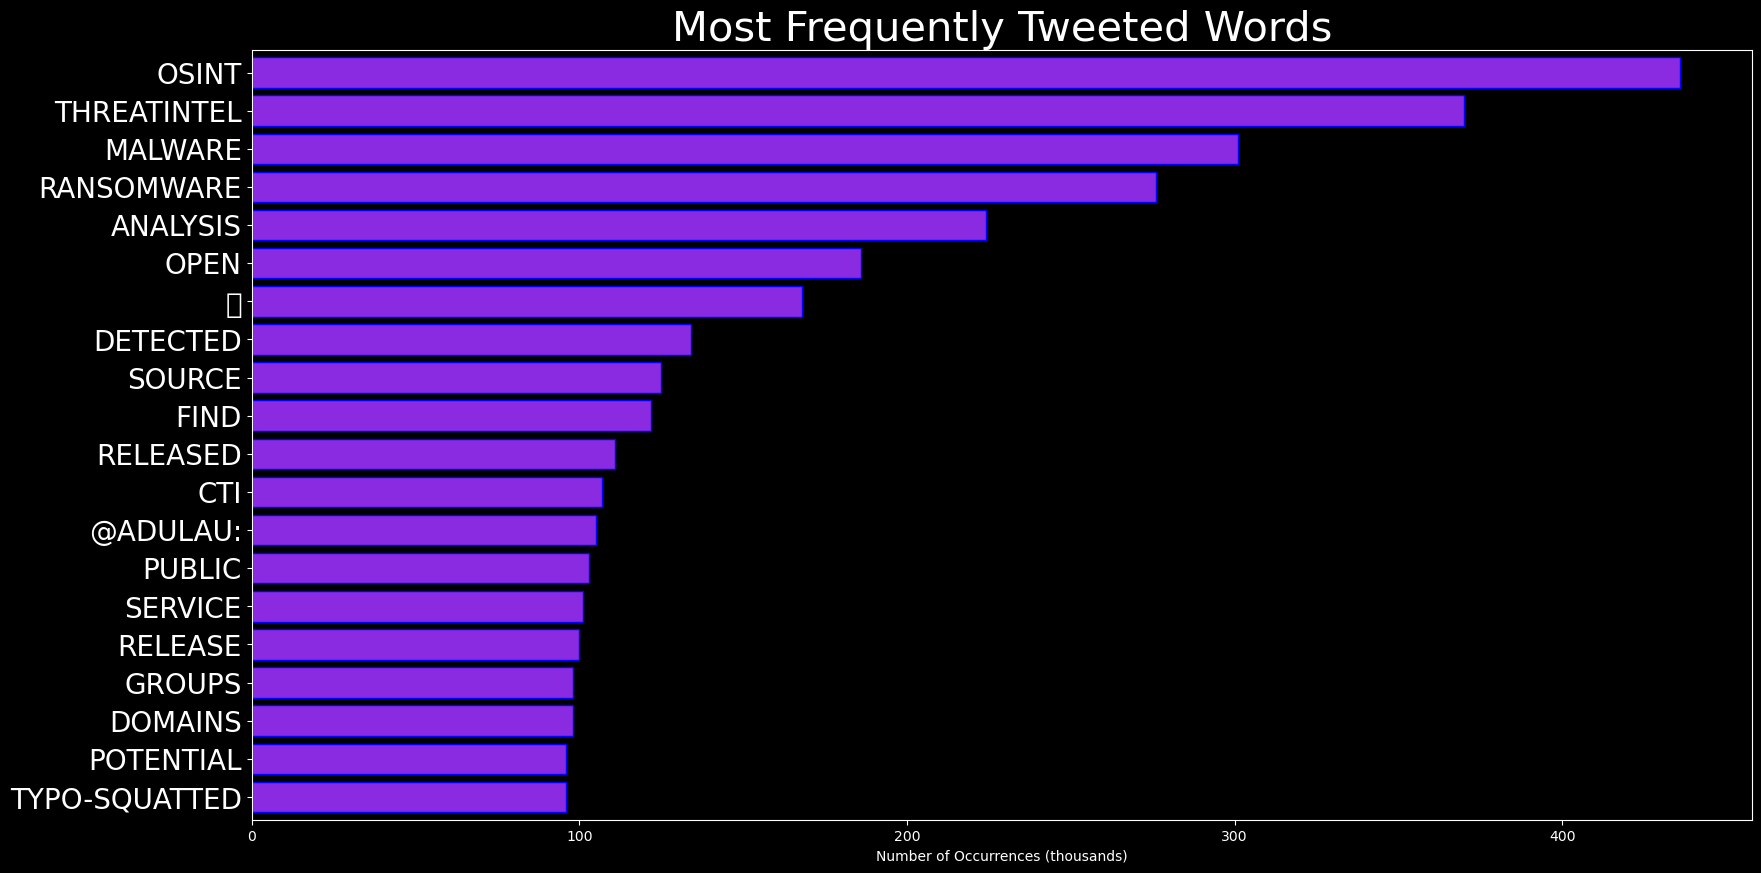 Most Frequently Tweeted Words
OSINT
THREATINTEL
MALWARE
RANSOMWARE
ANALYSIS
OPEN
DETECTED
SOURCE
FIND
RELEASED
CTI
@ADULAU:
PUBLIC
SERVICE
RELEASE
GROUPS
DOMAINS
POTENTIAL
TYPO-SQUATTED
0 100 200 300 400
Number of Occurrences (thousands)